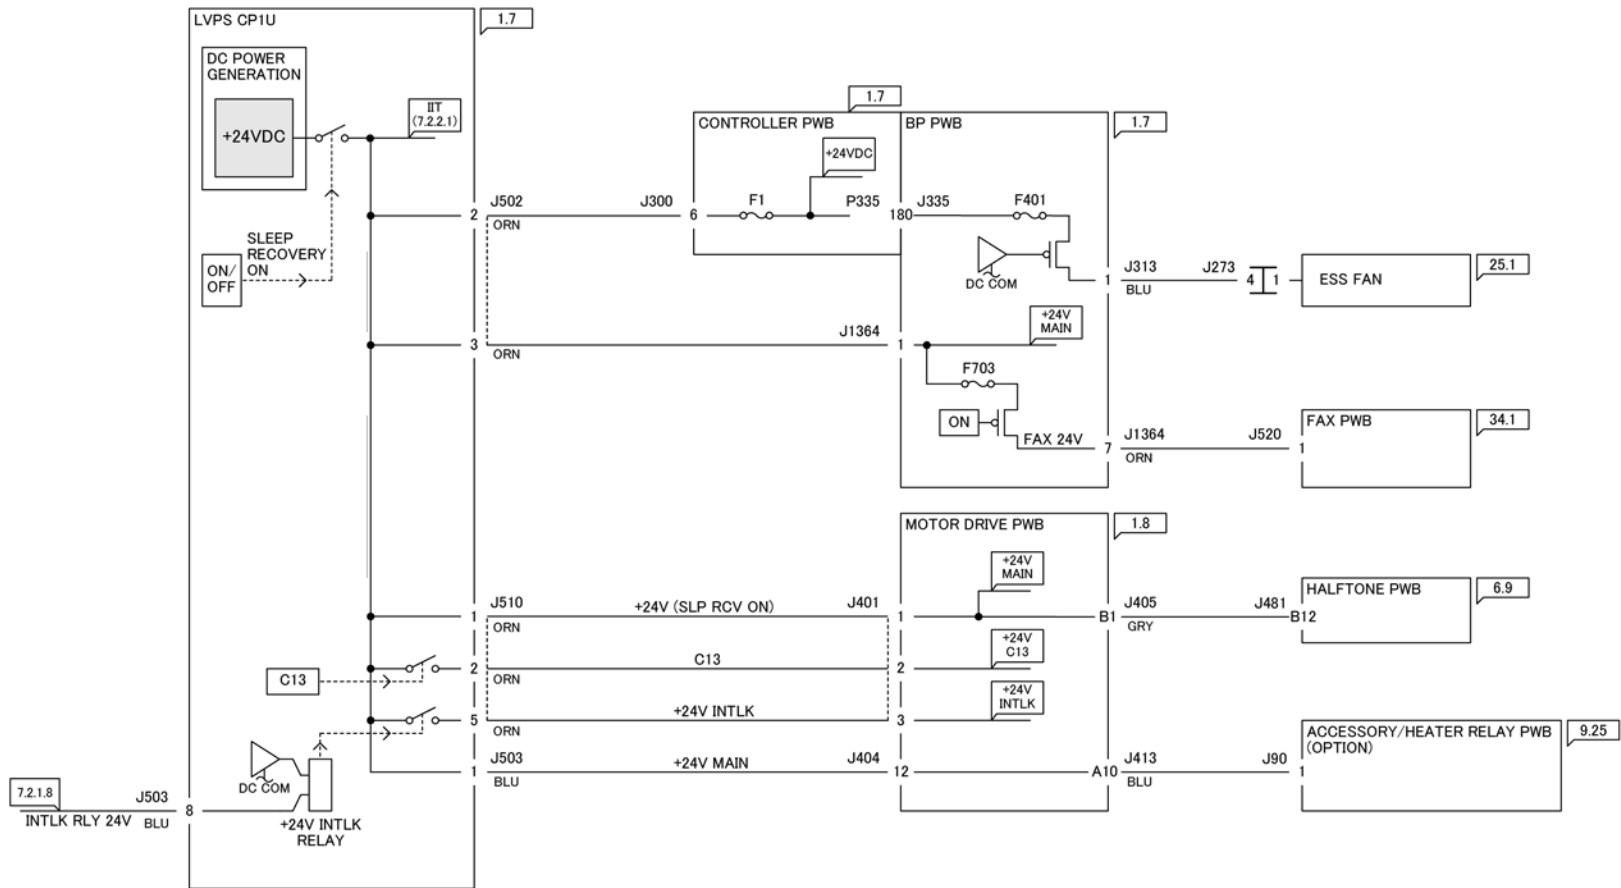 LVPS CP1U
1.7
DC POWER
GENERATION
+24VDC
IIT
(7.2.2.1)
1.7
CONTROLLER PWB
BP PWB
1.7
+24VDC
J502
J300
F1
P335
J335
F401
2
6
180
ORN
SLEEP
RECOVERY
ON
ON/
OFF
DC COM
J313
J273
1
4
1
ESS FAN
25.1
BLU
+24V
MAIN
J1364
3
1
ORN
F703
ON
FAX 24V
J1364
J520
7
1
ORN
FAX PWB
34.1
MOTOR DRIVE PWB
1.8
+24V
MAIN
HALFTONE PWB
6.9
J510
+24V (SLP RCV ON)
J401
J405
J481
1
1
B1
B12
ORN
GRY
+24V
C13
C13
C13
2
2
ORN
+24V
INTLK
+24V INTLK
5
3
ORN
ACCESSORY/HEATER RELAY PWB
(OPTION)
9.25
J503
+24V MAIN
J404
J413
J90
1
12
A10
1
BLU
BLU
DC COM
7.2.1.8
J503
8
INTLK RLY 24V
BLU
+24V INTLK
RELAY